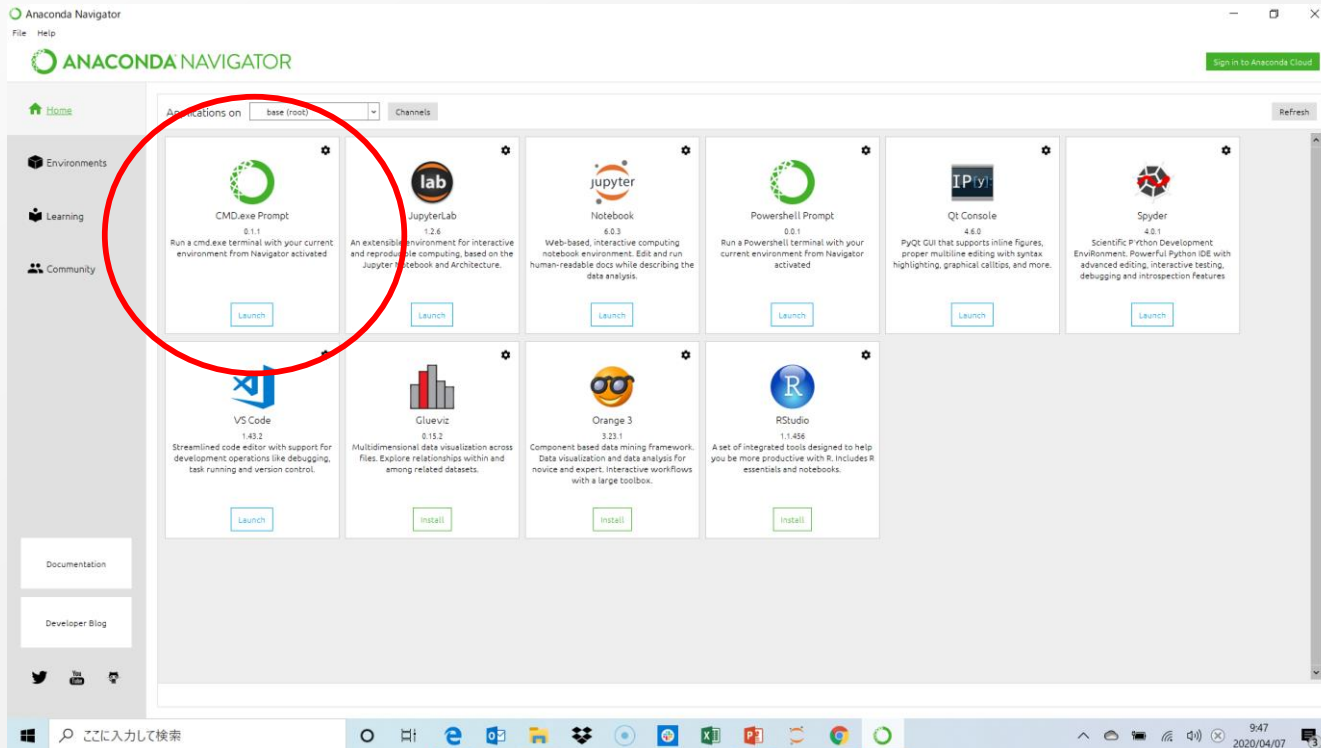 Anaconda Navigator
File Help
ANACONDA NAVIGATOR
Sign in to Anaconda Cloud
Home
Applications on base (root) Channels Refresh
Environments
Learning
Community
CMD.exe Prompt
0.1.1
Run a cmd.exe terminal with your current
environment from Navigator activated
Launch
lab
JupyterLab
1.2.6
An extensible environment for interactive
and reproducible computing, based on the
Jupyter Notebook and Architecture.
Launch
jupyter
Notebook
6.0.3
Web-based, interactive computing
notebook environment. Edit and run
human-readable docs while describing the
data analysis.
Launch
Powershell Prompt
0.0.1
Run a Powershell terminal with your
current environment from Navigator
activated
Launch
IP[y]:
Qt Console
4.6.0
PyQt GUI that supports inline figures,
proper multiline editing with syntax
highlighting, graphical calltips, and more.
Launch
Spyder
4.0.1
Scientific Python Development
EnviRonment. Powerful Python IDE with
advanced editing, interactive testing,
debugging and introspection features
Launch
VS Code
1.43.2
Streamlined code editor with support for
development operations like debugging,
task running and version control.
Launch
Glueviz
0.15.2
Multidimensional data visualization across
files. Explore relationships within and
among related datasets.
Install
Orange 3
3.23.1
Component based data mining framework.
Data visualization and data analysis for
novice and expert. Interactive workflows
with a large toolbox.
Install
R
RStudio
1.1.456
A set of integrated tools designed to help
you be more productive with R. Includes R
essentials and notebooks.
Install
Documentation
Developer Blog
You
Tube
ここに入力して検索
9:47
2020/04/07
3